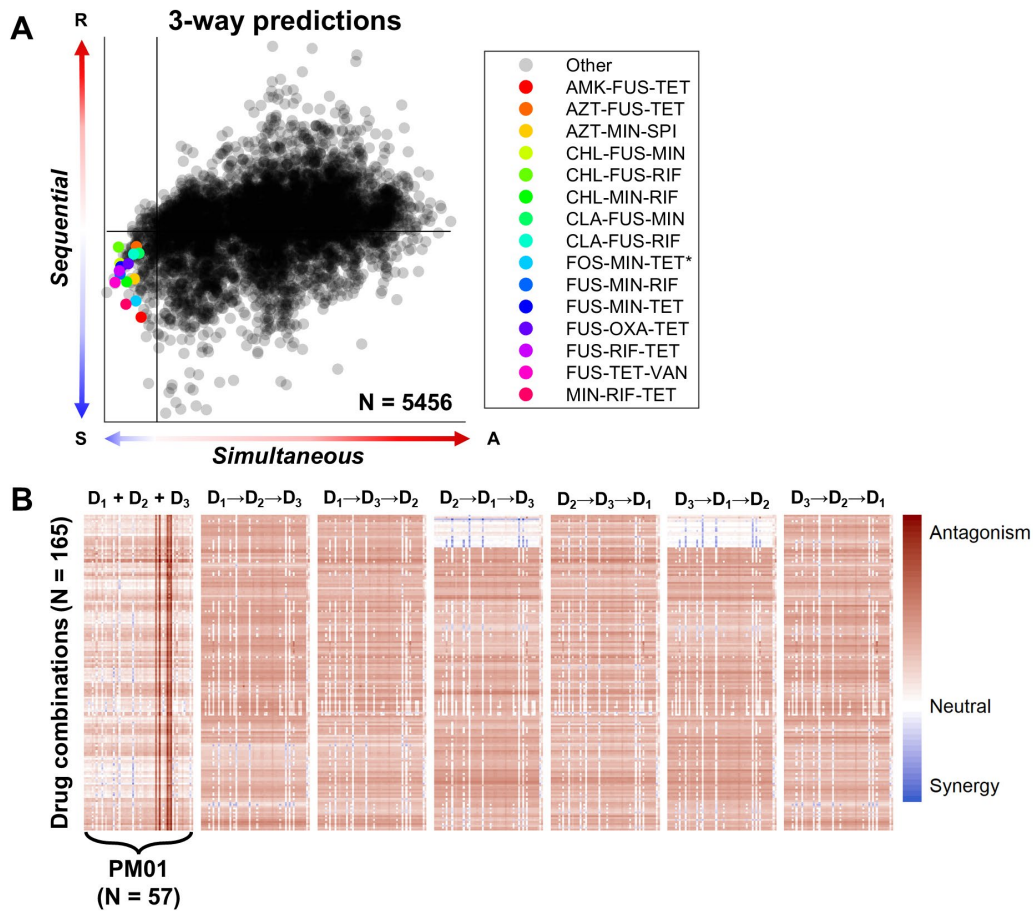 A
R
3-way predictions
Sequential
S
N = 5456
Simultaneous
A
Other
AMK-FUS-TET
AZT-FUS-TET
AZT-MIN-SPI
CHL-FUS-MIN
CHL-FUS-RIF
CHL-MIN-RIF
CLA-FUS-MIN
CLA-FUS-RIF
FOS-MIN-TET*
FUS-MIN-RIF
FUS-MIN-TET
FUS-OXA-TET
FUS-RIF-TET
FUS-TET-VAN
MIN-RIF-TET
B
D₁ + D₂ + D₃
D₁→D₂→D₃
D₁→D₃→D₂
D₂→D₁→D₃
D₂→D₃→D₁
D₃→D₁→D₂
D₃→D₂→D₁
Drug combinations (N = 165)
Antagonism
Neutral
Synergy
PM01
(N = 57)